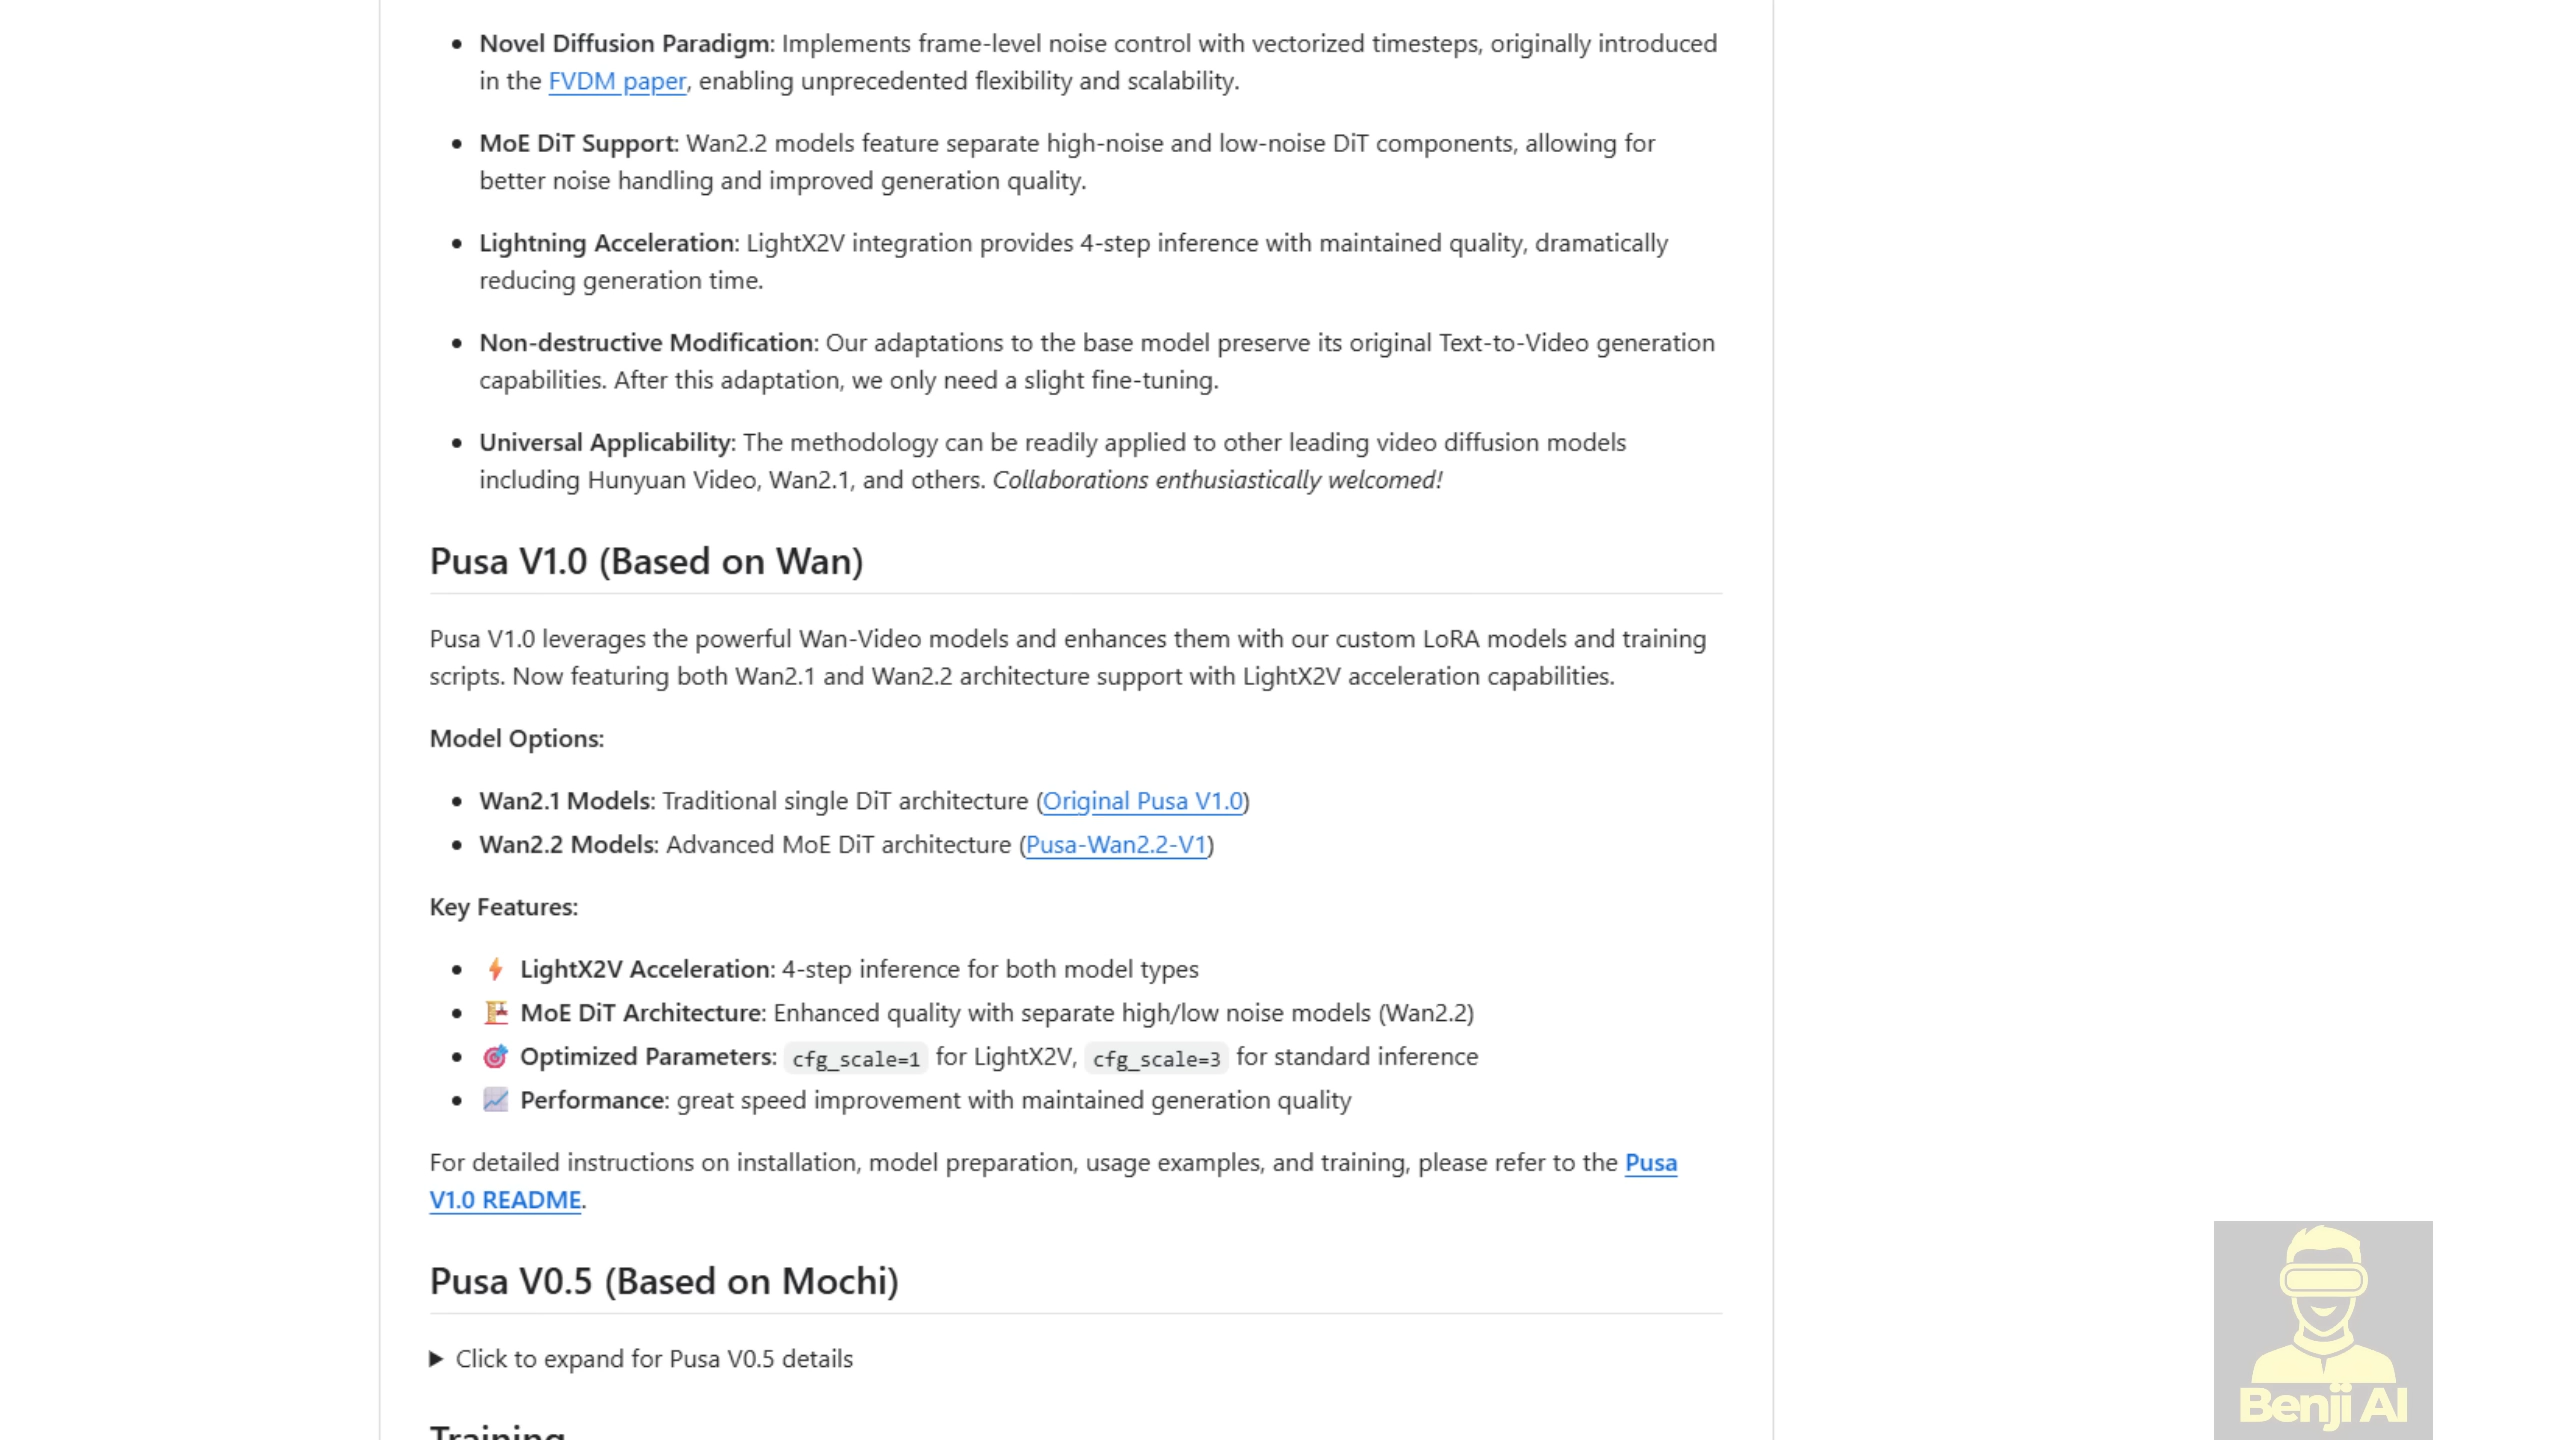 • Novel Diffusion Paradigm: Implements frame-level noise control with vectorized timesteps, originally introduced
in the FVDM paper, enabling unprecedented flexibility and scalability.
• MoE DiT Support: Wan2.2 models feature separate high-noise and low-noise DiT components, allowing for
better noise handling and improved generation quality.
• Lightning Acceleration: LightX2V integration provides 4-step inference with maintained quality, dramatically
reducing generation time.
• Non-destructive Modification: Our adaptations to the base model preserve its original Text-to-Video generation
capabilities. After this adaptation, we only need a slight fine-tuning.
• Universal Applicability: The methodology can be readily applied to other leading video diffusion models
including Hunyuan Video, Wan2.1, and others. Collaborations enthusiastically welcomed!
Pusa V1.0 (Based on Wan)
Pusa V1.0 leverages the powerful Wan-Video models and enhances them with our custom LoRA models and training
scripts. Now featuring both Wan2.1 and Wan2.2 architecture support with LightX2V acceleration capabilities.
Model Options:
• Wan2.1 Models: Traditional single DiT architecture (Original Pusa V1.0)
• Wan2.2 Models: Advanced MoE DiT architecture (Pusa-Wan2.2-V1)
Key Features:
• ⚡ LightX2V Acceleration: 4-step inference for both model types
• 🏗️ MoE DiT Architecture: Enhanced quality with separate high/low noise models (Wan2.2)
• 🎯 Optimized Parameters: cfg_scale=1 for LightX2V, cfg_scale=3 for standard inference
• 📈 Performance: great speed improvement with maintained generation quality
For detailed instructions on installation, model preparation, usage examples, and training, please refer to the Pusa
V1.0 README.
Pusa V0.5 (Based on Mochi)
▶ Click to expand for Pusa V0.5 details
Training
Benji AI